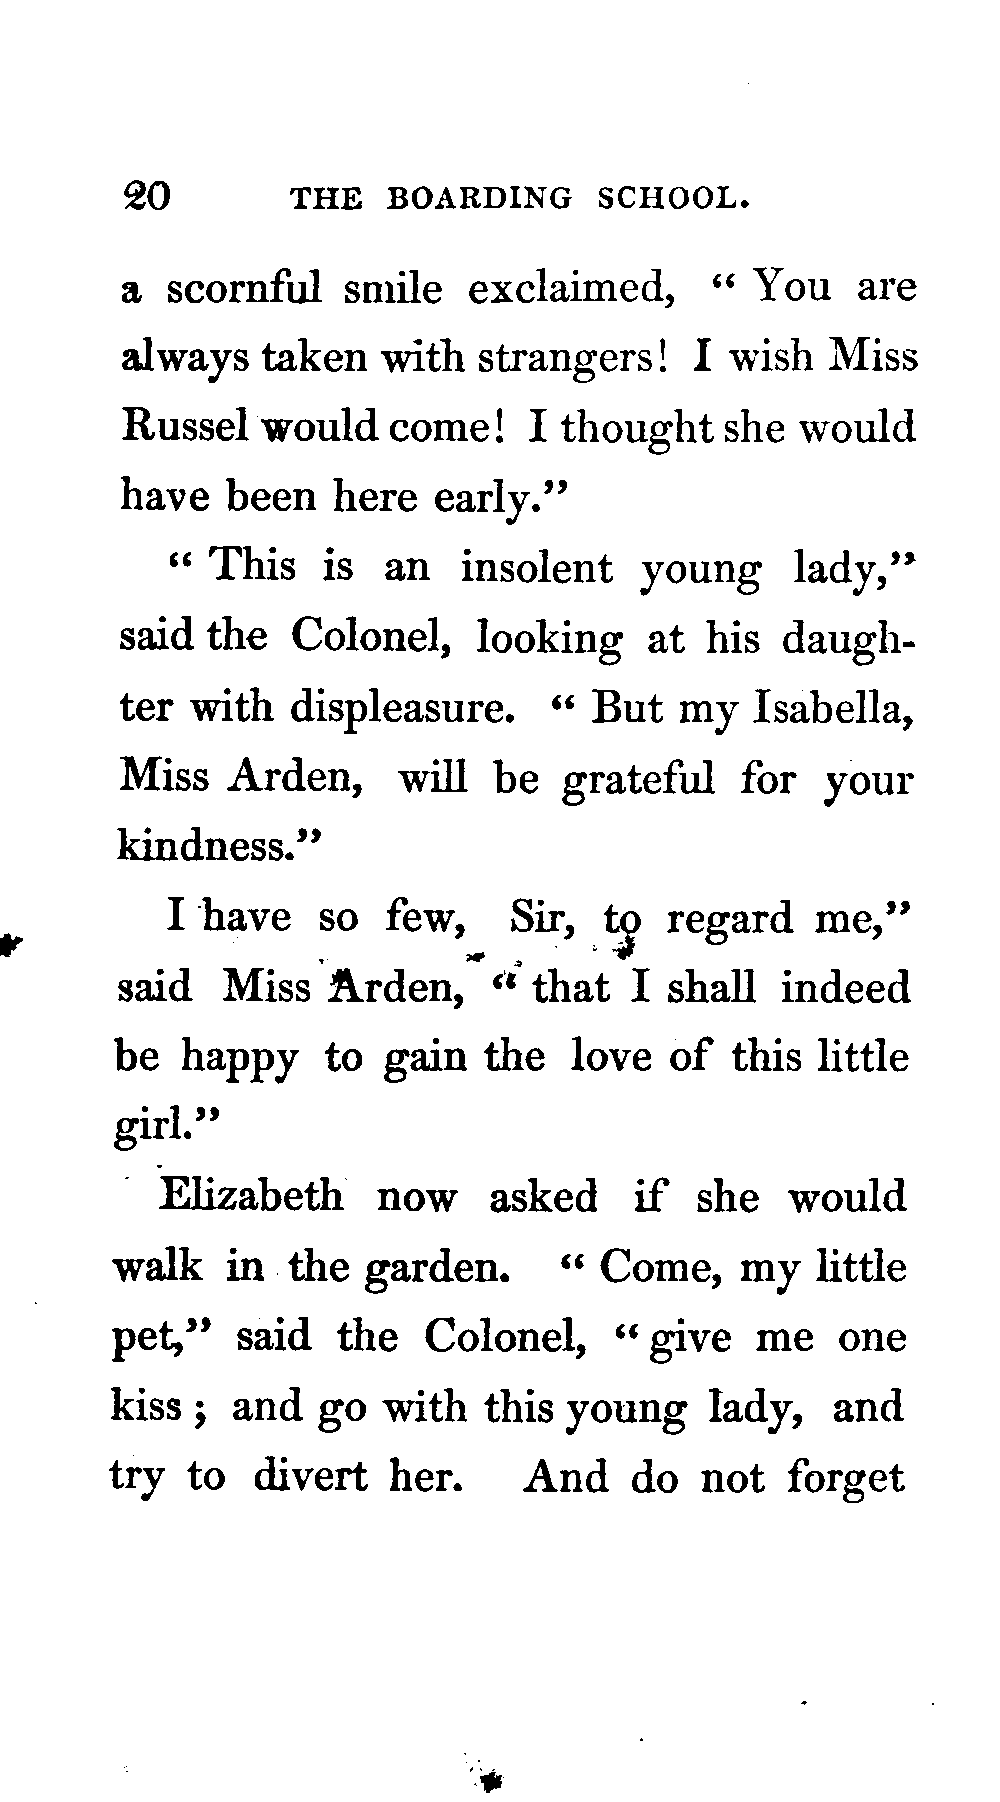 20 THE BOARDING SCHOOL.
a scornful smile exclaimed, “ You are
always taken with strangers! I wish Miss
Russel would come! I thought she would
have been here early.”
“ This is an insolent young lady,”
said the Colonel, looking at his daugh-
ter with displeasure. “ But my Isabella,
Miss Arden, will be grateful for your
kindness.”
I have so few, Sir, to regard me,”
said Miss Arden, “ that I shall indeed
be happy to gain the love of this little
girl.”
Elizabeth now asked if she would
walk in the garden. “ Come, my little
pet,” said the Colonel, “ give me one
kiss ; and go with this young lady, and
try to divert her. And do not forget